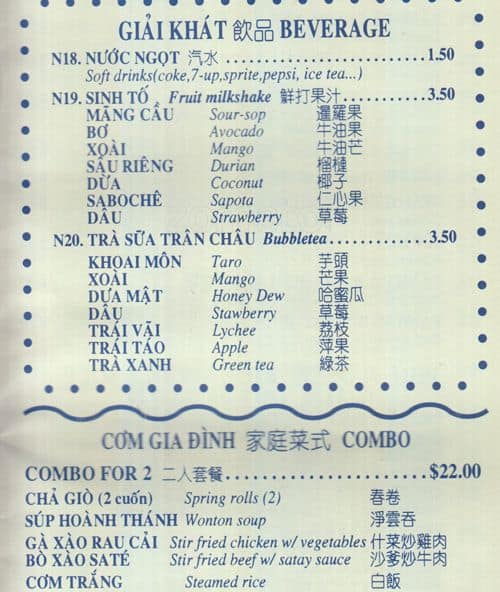 GIẢI KHÁT 飲品 BEVERAGE
N18. NƯỚC NGỌT 汽水 ........................ 1.50
Soft drinks(coke,7-up,sprite,pepsi, ice tea...)
N19. SINH TỐ Fruit milkshake 鮮打果汁 ............ 3.50
MÃNG CẦU Sour-sop 暹羅果
BƠ Avocado 牛油果
XOÀI Mango 牛油芒
SẦU RIÊNG Durian 榴槤
DỪA Coconut 椰子
SABOCHÊ Sapota 仁心果
DÂU Strawberry 草莓
N20. TRÀ SỮA TRÂN CHÂU Bubbletea .............. 3.50
KHOAI MÔN Taro 芋頭
XOÀI Mango 芒果
DƯA MẬT Honey Dew 哈蜜瓜
DÂU Stawberry 草莓
TRÁI VÃI Lychee 荔枝
TRÁI TÁO Apple 萍果
TRÀ XANH Green tea 綠茶
CƠM GIA ĐÌNH 家庭菜式 COMBO
COMBO FOR 2 二人套餐 ........................ $22.00
CHẢ GIÒ (2 cuốn) Spring rolls (2) 春卷
SÚP HOÀNH THÁNH Wonton soup 淨雲吞
GÀ XÀO RAU CẢI Stir fried chicken w/ vegetables 什菜炒雞肉
BÒ XÀO SATÉ Stir fried beef w/ satay sauce 沙爹炒牛肉
CƠM TRẮNG Steamed rice 白飯